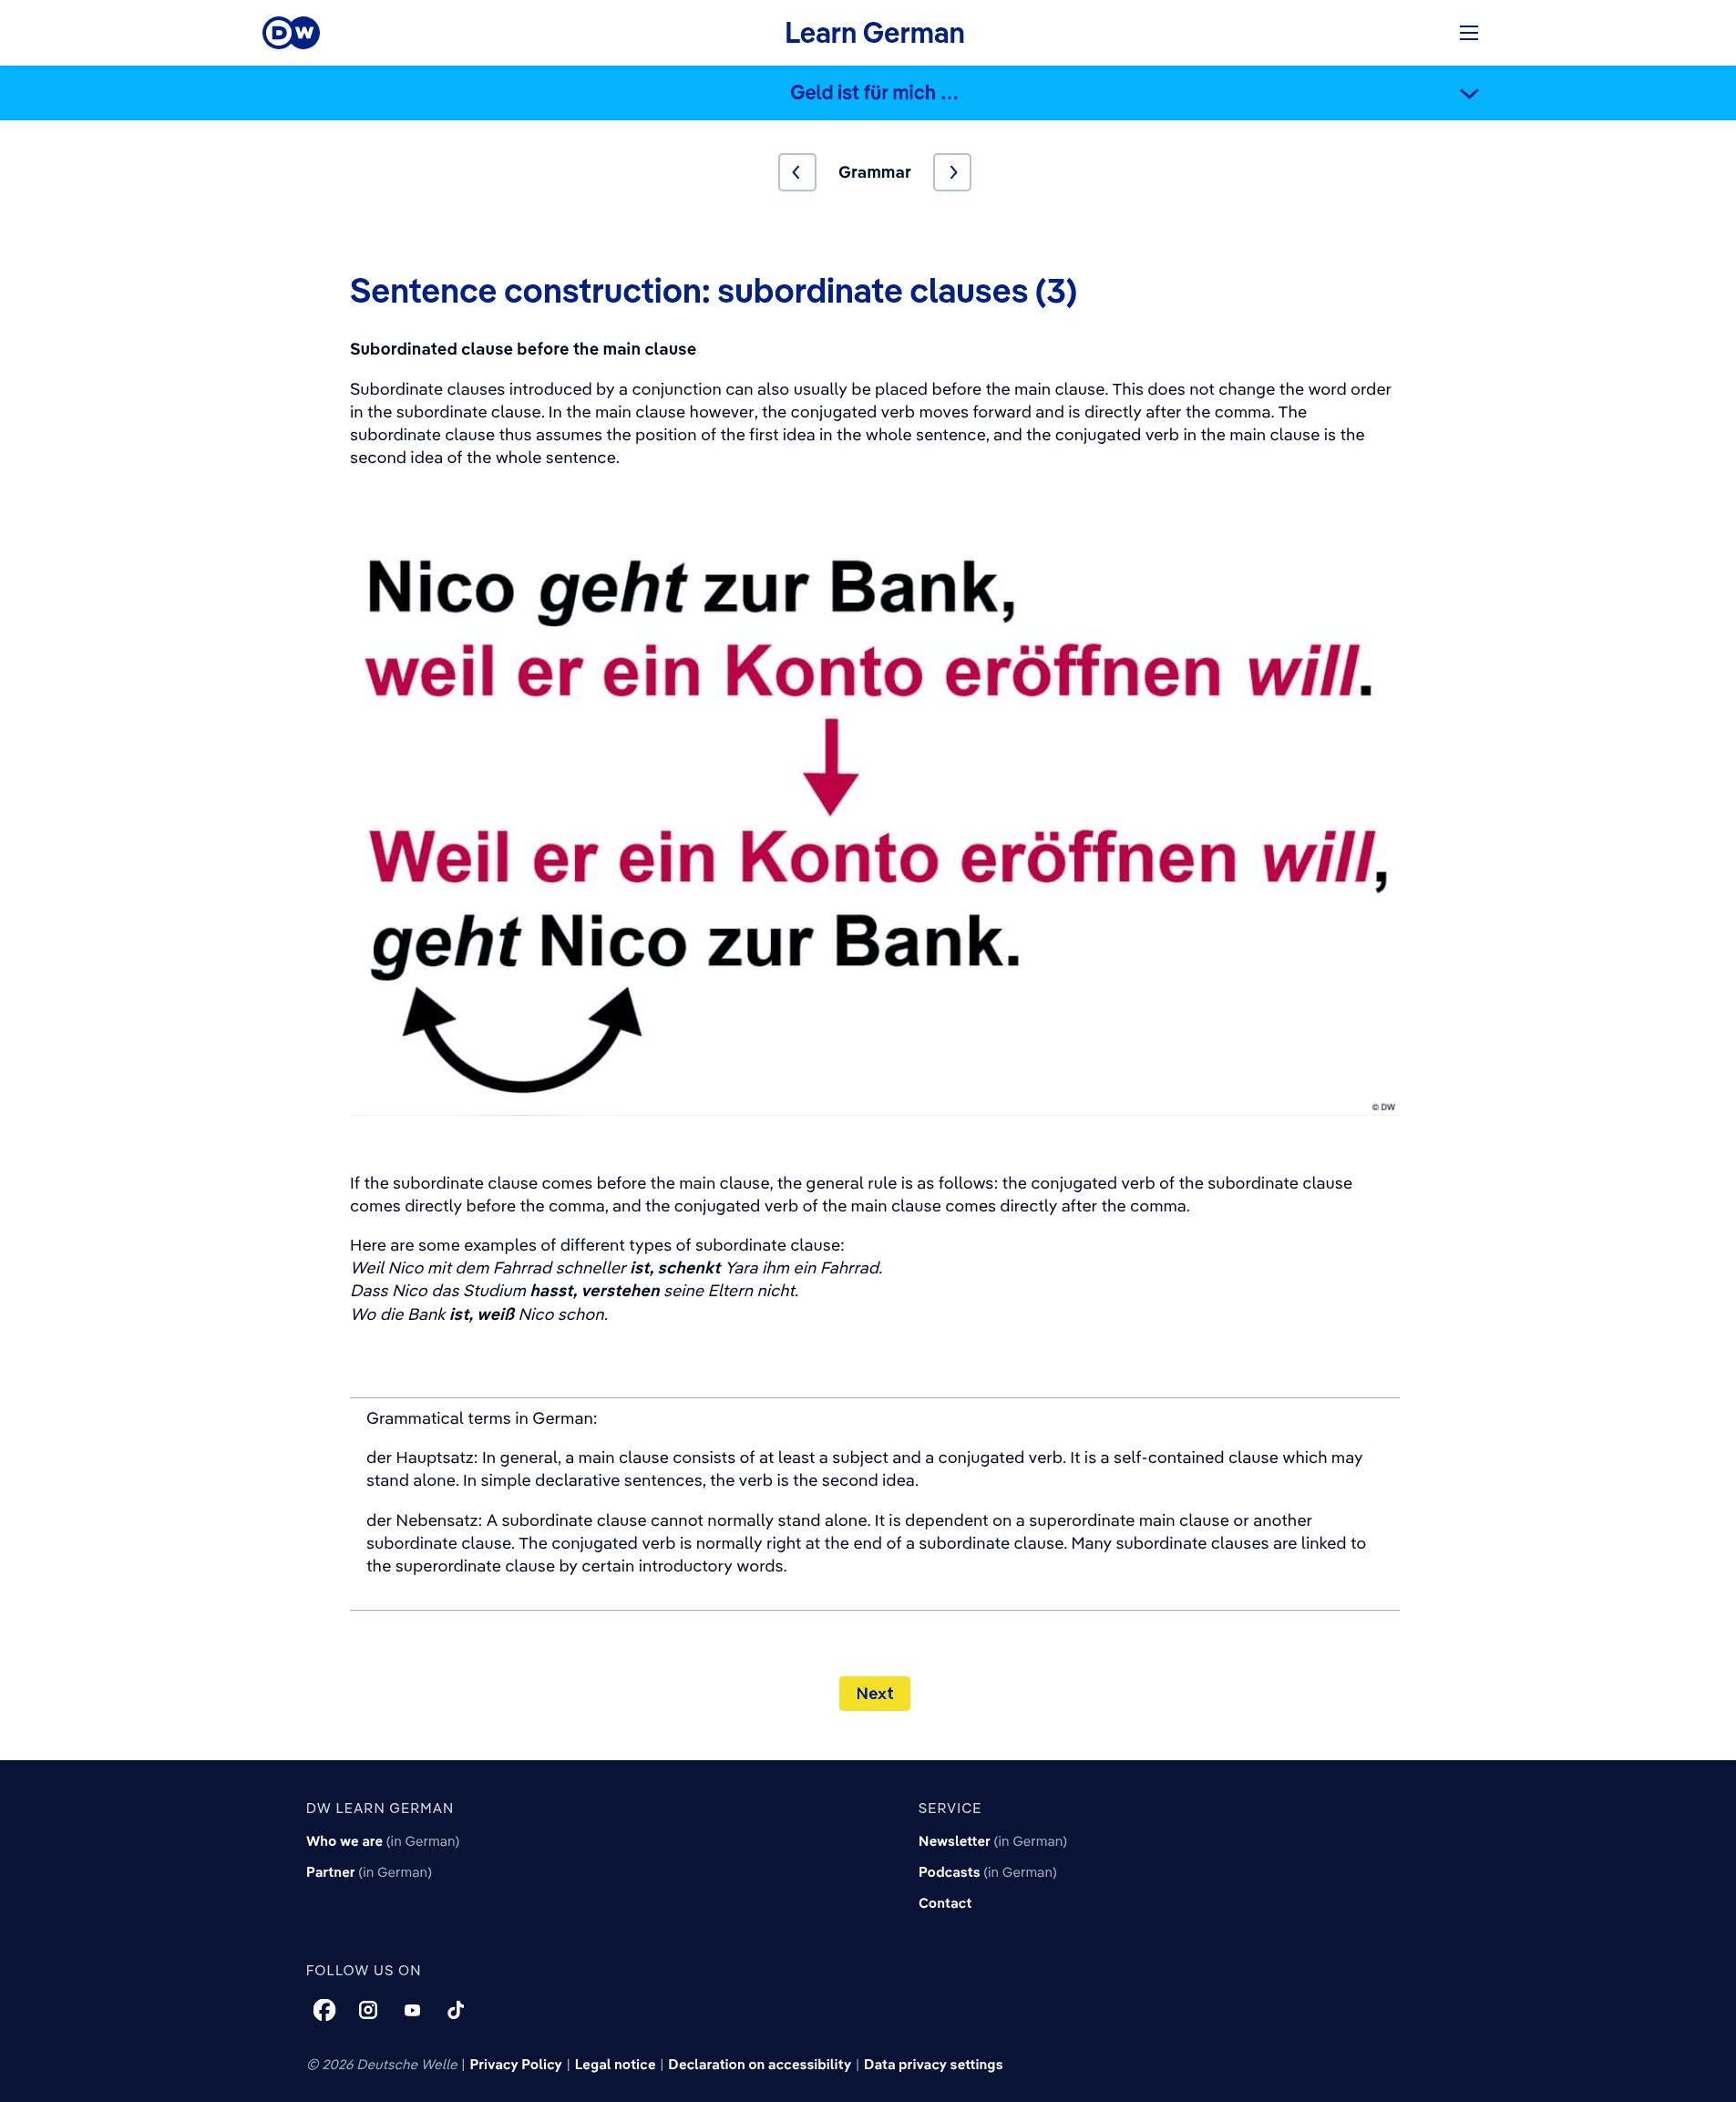 DW
Learn German
Geld ist für mich ...
Grammar
Sentence construction: subordinate clauses (3)
Subordinated clause before the main clause
Subordinate clauses introduced by a conjunction can also usually be placed before the main clause. This does not change the word order
in the subordinate clause. In the main clause however, the conjugated verb moves forward and is directly after the comma. The
subordinate clause thus assumes the position of the first idea in the whole sentence, and the conjugated verb in the main clause is the
second idea of the whole sentence.
Nico geht zur Bank,
weil er ein Konto eröffnen will.
Weil er ein Konto eröffnen will,
geht Nico zur Bank.
© DW
If the subordinate clause comes before the main clause, the general rule is as follows: the conjugated verb of the subordinate clause
comes directly before the comma, and the conjugated verb of the main clause comes directly after the comma.
Here are some examples of different types of subordinate clause:
Weil Nico mit dem Fahrrad schneller ist, schenkt Yara ihm ein Fahrrad.
Dass Nico das Studium hasst, verstehen seine Eltern nicht.
Wo die Bank ist, weiß Nico schon.
Grammatical terms in German:
der Hauptsatz: In general, a main clause consists of at least a subject and a conjugated verb. It is a self-contained clause which may
stand alone. In simple declarative sentences, the verb is the second idea.
der Nebensatz: A subordinate clause cannot normally stand alone. It is dependent on a superordinate main clause or another
subordinate clause. The conjugated verb is normally right at the end of a subordinate clause. Many subordinate clauses are linked to
the superordinate clause by certain introductory words.
Next
DW LEARN GERMAN
Who we are (in German)
Partner (in German)
SERVICE
Newsletter (in German)
Podcasts (in German)
Contact
FOLLOW US ON
© 2026 Deutsche Welle | Privacy Policy | Legal notice | Declaration on accessibility | Data privacy settings